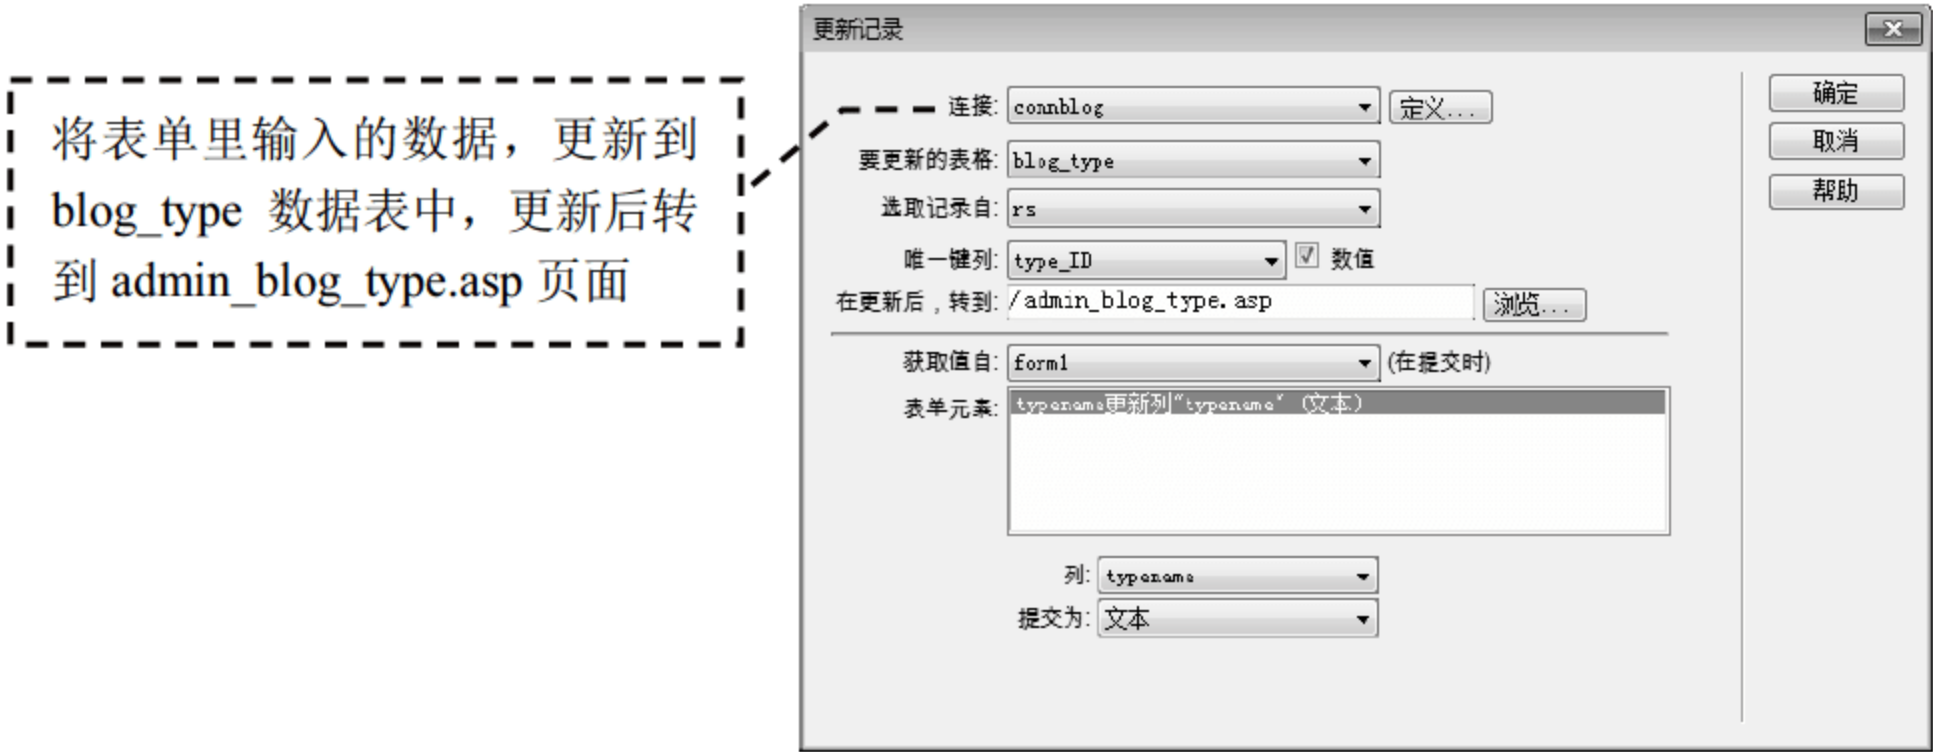 将表单里输入的数据，更新到
blog_type 数据表中，更新后转
到 admin_blog_type.asp 页面
更新记录
连接: connblog 定义...
要更新的表格: blog_type
选取记录自: rs
唯一键列: type_ID 数值
在更新后，转到: /admin_blog_type.asp 浏览...
获取值自: form1 (在提交时)
表单元素: typename更新列"typename" (文本)
列: typename
提交为: 文本
确定
取消
帮助